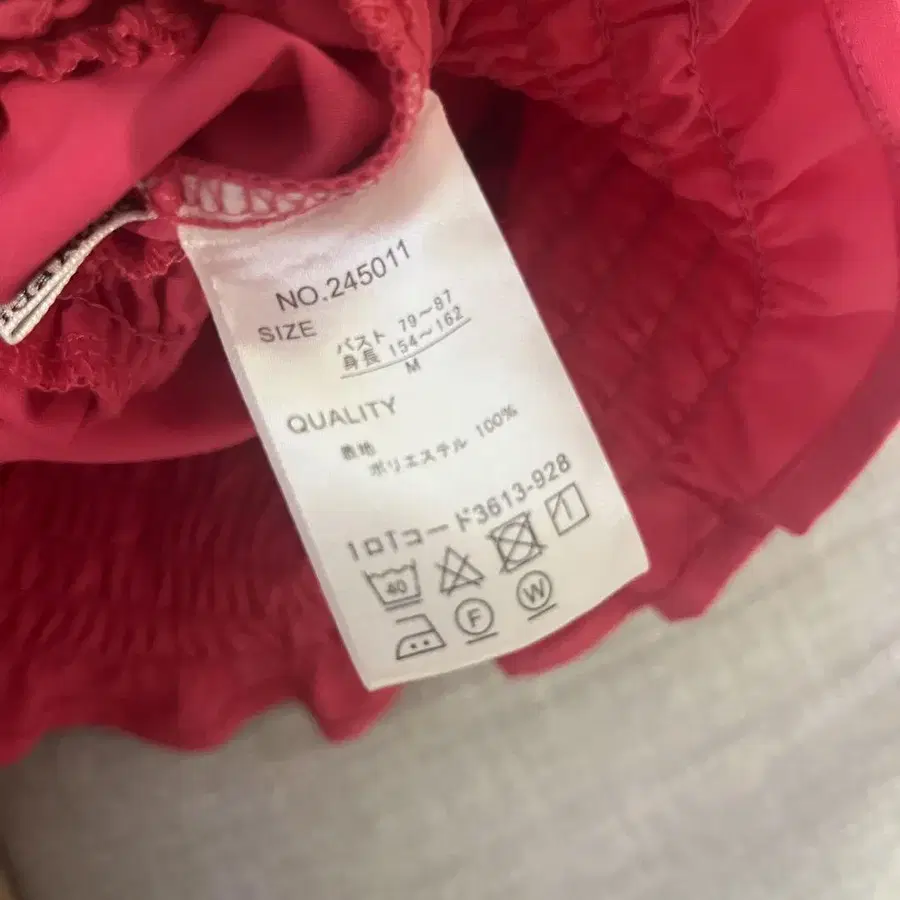 NO.245011
SIZE
バスト 79〜87
身長 154〜162
M
QUALITY
表地
ポリエステル 100%
1ロ1コード3613-928
40
F
W